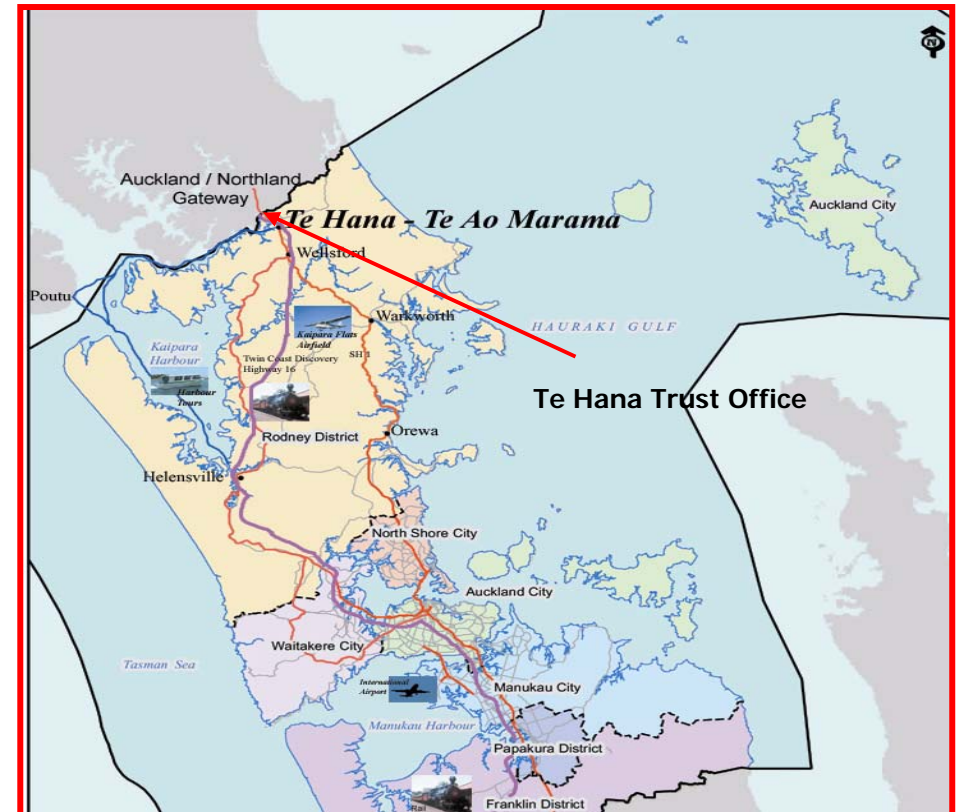 N
Auckland / Northland
Gateway
Auckland City
Te Hana - Te Ao Marama
Wellsford
Poutu
Warkworth
Kaipara Flats
Airfield
HAURAKI GULF
Kaipara
Harbour
Twin Coast Discovery
Highway 16
SH 1
Harbour
Tours
Te Hana Trust Office
Rodney District
Orewa
Helensville
North Shore City
Auckland City
Waitakere City
Tasman Sea
International
Airport
Manukau City
Manukau Harbour
Papakura District
Rail
Franklin District